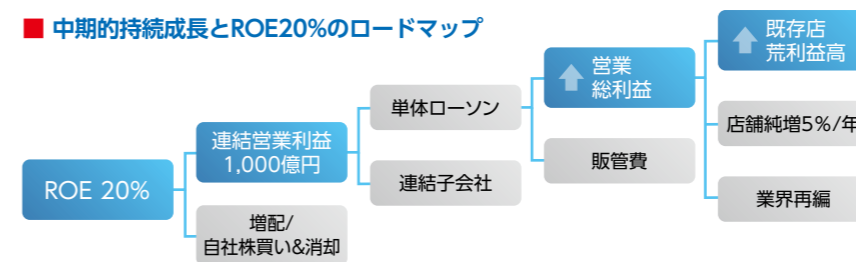 ■ 中期的持続成長とROE20%のロードマップ
ROE 20%
連結営業利益
1,000億円
増配/
自社株買い&消却
単体ローソン
連結子会社
営業
総利益
販管費
既存店
荒利益高
店舗純増5%/年
業界再編